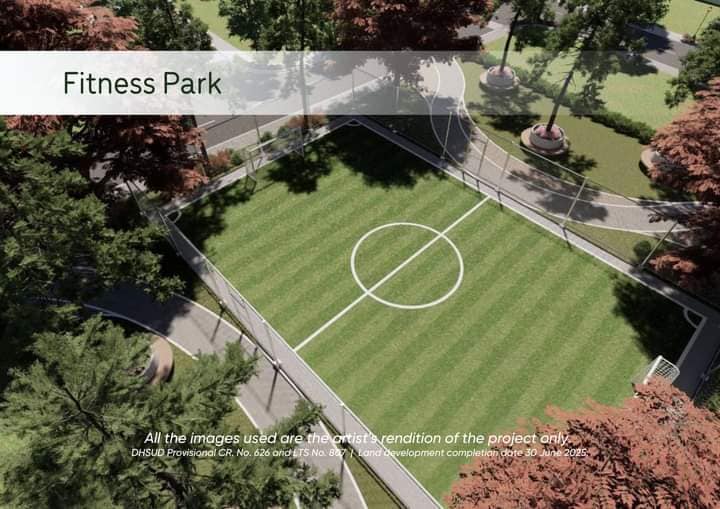 Fitness Park
All the images used are the artist's rendition of the project only.
DHSUD Provisional CR. No. 626 and LTS No. 867 | Land development completion date 30 June 2025.